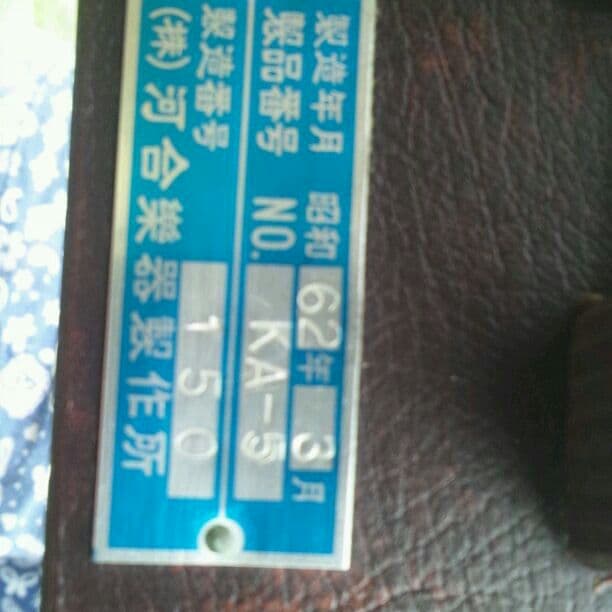 製造年月 昭和 62年 3月
製品番号 NO. KA-5
製造番号 150
(株)河合樂器製作所